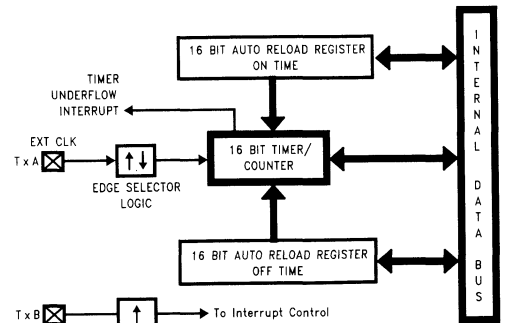 16 BIT AUTO RELOAD REGISTER
ON TIME
TIMER
UNDERFLOW
INTERRUPT
EXT CLK
TxA
16 BIT TIMER/
COUNTER
EDGE SELECTOR
LOGIC
16 BIT AUTO RELOAD REGISTER
OFF TIME
TxB
To Interrupt Control
INTERNAL DATA BUS